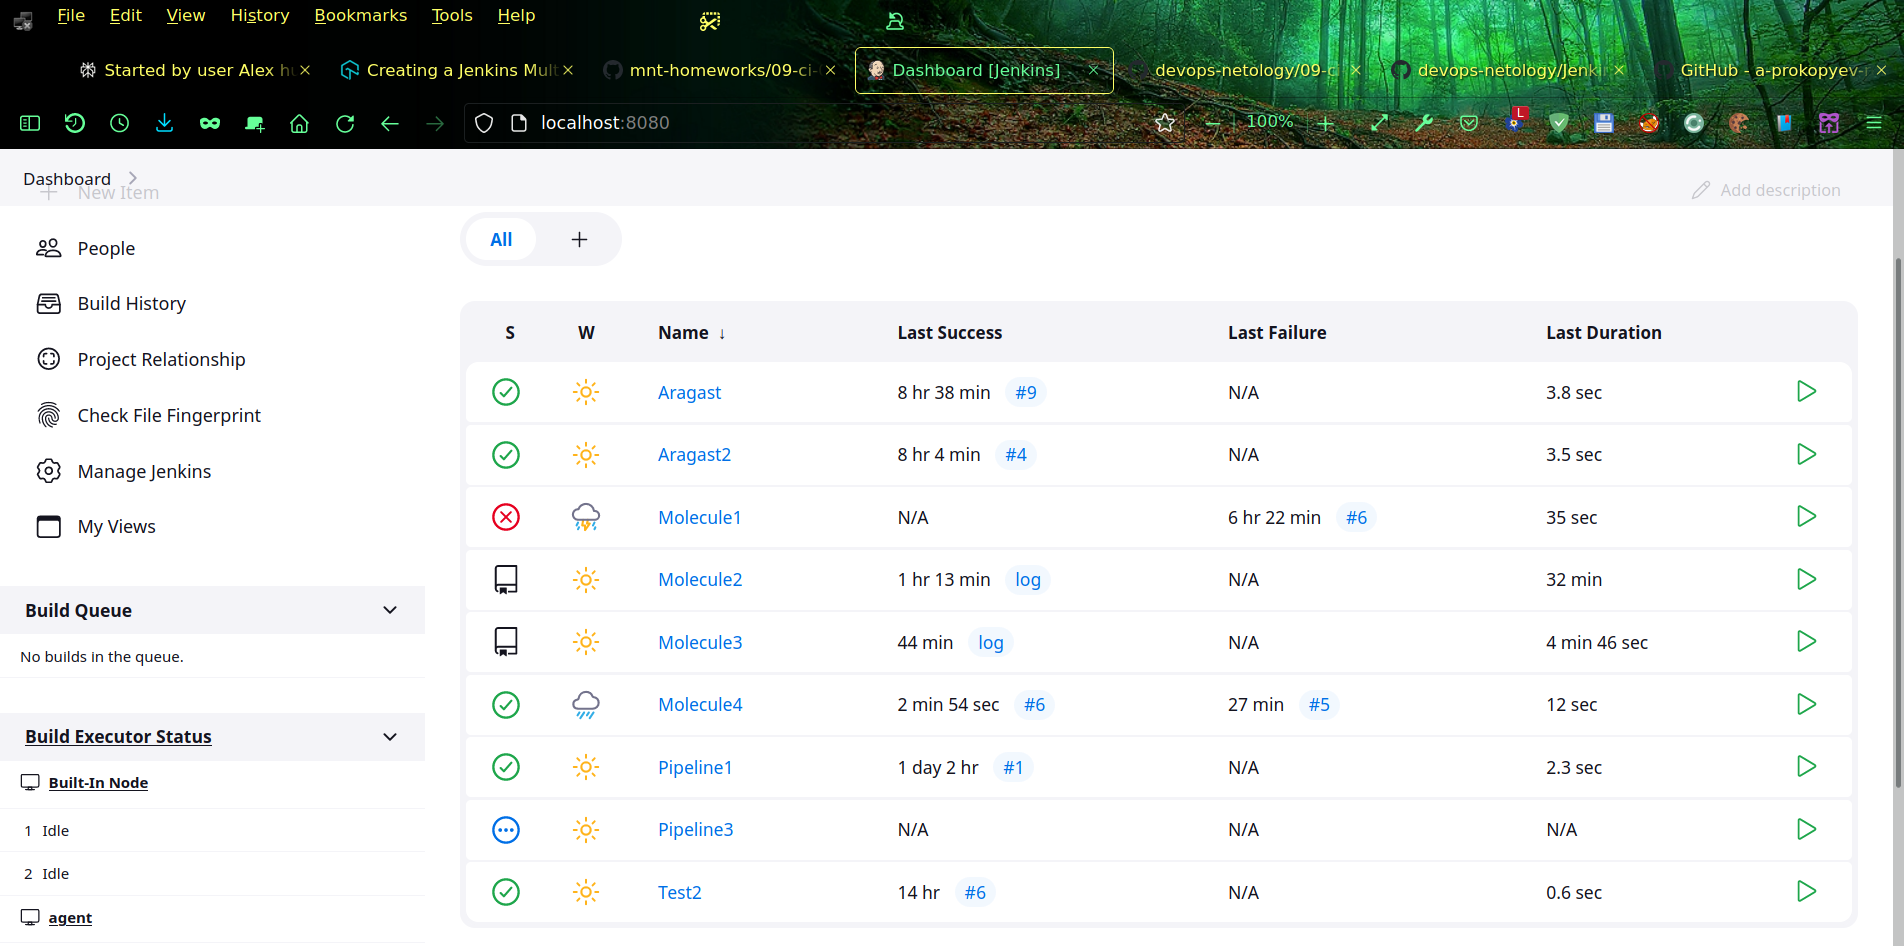 File Edit View History Bookmarks Tools Help
Started by user Alex Creating a Jenkins Mult mnt-homeworks/09-ci- Dashboard [Jenkins] devops-netology/09-c devops-netology/Jenki GitHub - a-prokopyev-
localhost:8080 100% L
Dashboard
New Item Add description
People
Build History
Project Relationship
Check File Fingerprint
Manage Jenkins
My Views
Build Queue
No builds in the queue.
Build Executor Status
Built-In Node
1 Idle
2 Idle
agent
All +
S W Name ↓ Last Success Last Failure Last Duration
Aragast 8 hr 38 min #9 N/A 3.8 sec
Aragast2 8 hr 4 min #4 N/A 3.5 sec
Molecule1 N/A 6 hr 22 min #6 35 sec
Molecule2 1 hr 13 min log N/A 32 min
Molecule3 44 min log N/A 4 min 46 sec
Molecule4 2 min 54 sec #6 27 min #5 12 sec
Pipeline1 1 day 2 hr #1 N/A 2.3 sec
Pipeline3 N/A N/A N/A
Test2 14 hr #6 N/A 0.6 sec